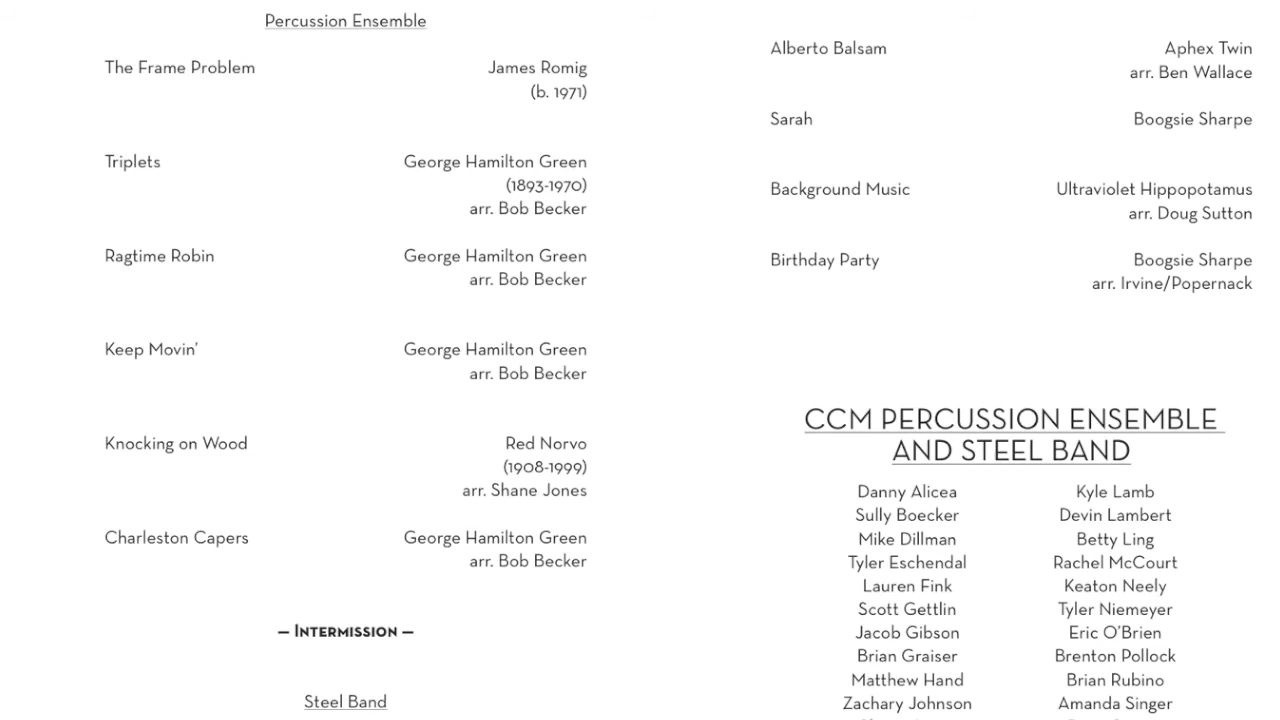 Percussion Ensemble
The Frame Problem James Romig
(b. 1971)
Triplets George Hamilton Green
(1893-1970)
arr. Bob Becker
Ragtime Robin George Hamilton Green
arr. Bob Becker
Keep Movin’ George Hamilton Green
arr. Bob Becker
Knocking on Wood Red Norvo
(1908-1999)
arr. Shane Jones
Charleston Capers George Hamilton Green
arr. Bob Becker
– Intermission –
Steel Band
Alberto Balsam Aphex Twin
arr. Ben Wallace
Sarah Boogsie Sharpe
Background Music Ultraviolet Hippopotamus
arr. Doug Sutton
Birthday Party Boogsie Sharpe
arr. Irvine/Popernack
CCM PERCUSSION ENSEMBLE
AND STEEL BAND
Danny Alicea Kyle Lamb
Sully Boecker Devin Lambert
Mike Dillman Betty Ling
Tyler Eschendal Rachel McCourt
Lauren Fink Keaton Neely
Scott Gettlin Tyler Niemeyer
Jacob Gibson Eric O’Brien
Brian Graiser Brenton Pollock
Matthew Hand Brian Rubino
Zachary Johnson Amanda Singer